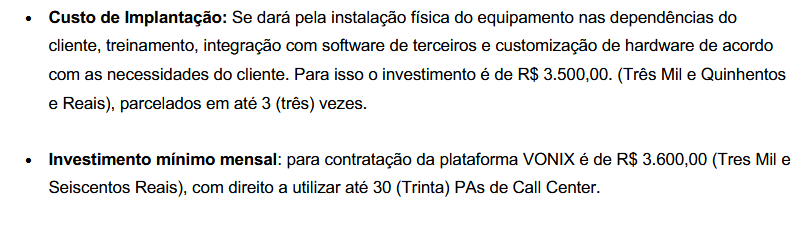 • Custo de Implantação: Se dará pela instalação física do equipamento nas dependências do
cliente, treinamento, integração com software de terceiros e customização de hardware de acordo
com as necessidades do cliente. Para isso o investimento é de R$ 3.500,00. (Três Mil e Quinhentos
e Reais), parcelados em até 3 (três) vezes.
• Investimento mínimo mensal: para contratação da plataforma VONIX é de R$ 3.600,00 (Tres Mil e
Seiscentos Reais), com direito a utilizar até 30 (Trinta) PAs de Call Center.